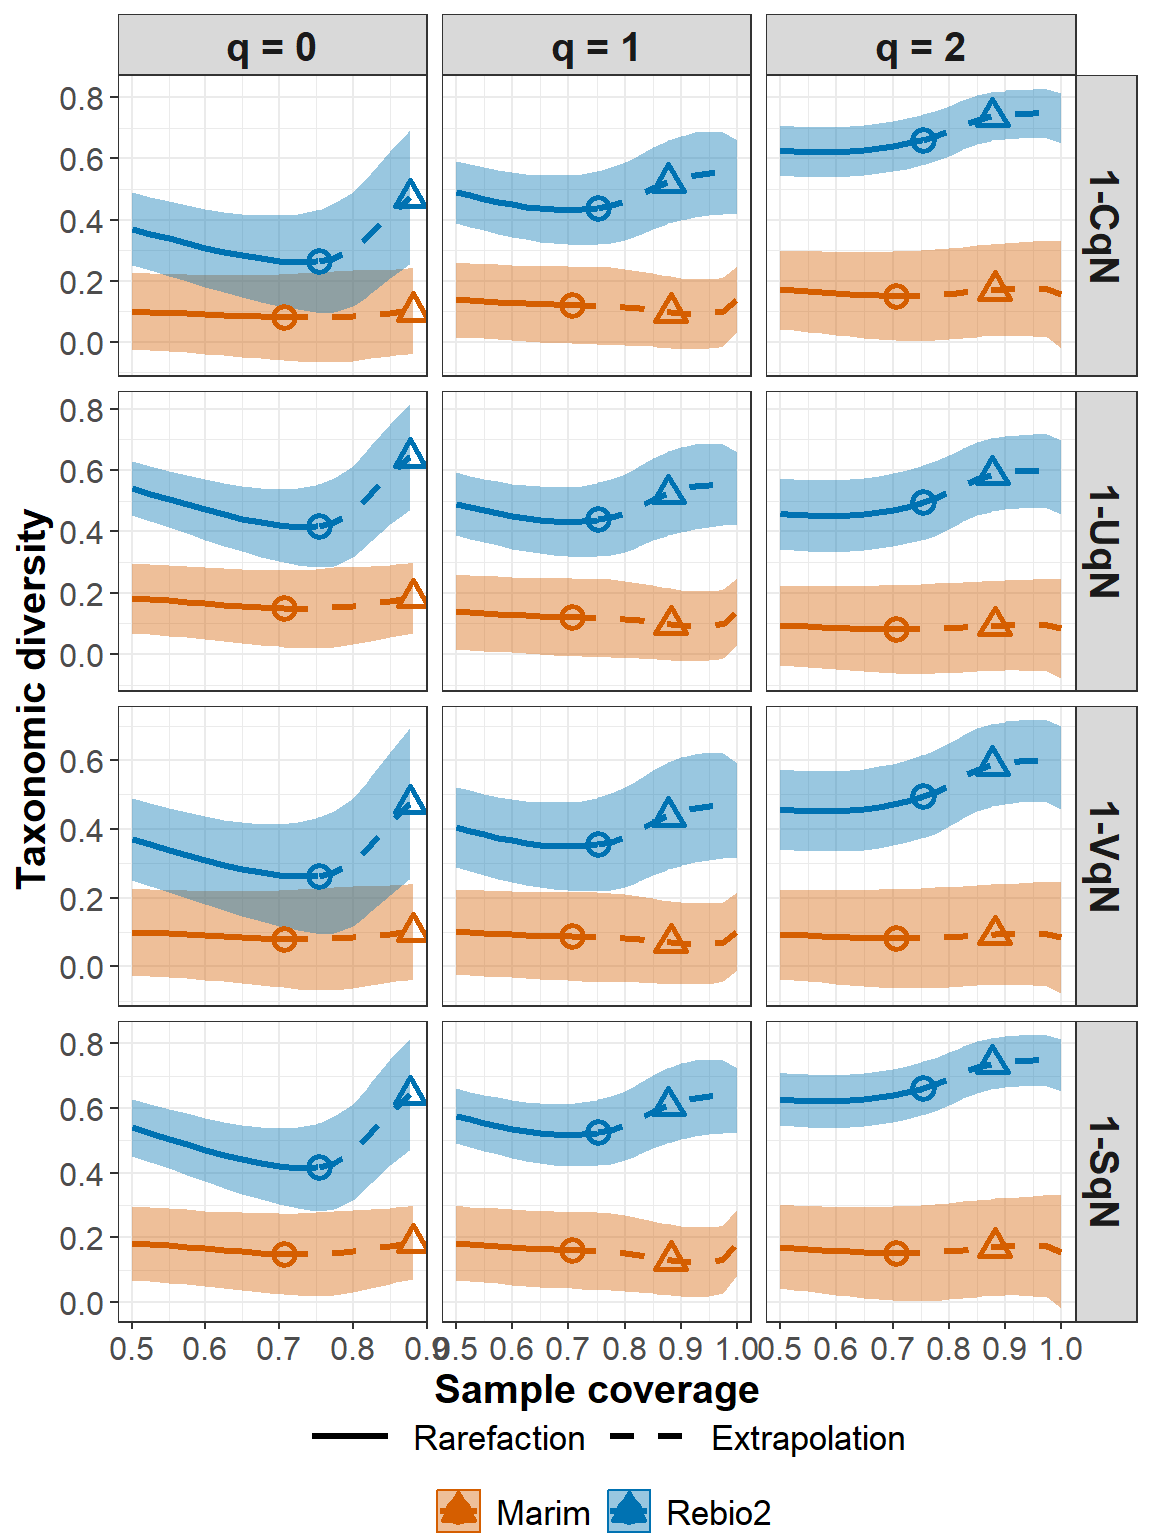 q = 0 q = 1 q = 2
0.8
0.6
0.4
0.2
0.0
1-CqN
0.8
0.6
0.4
0.2
0.0
1-UqN
Taxonomic diversity
0.6
0.4
0.2
0.0
1-VqN
0.8
0.6
0.4
0.2
0.0
1-SqN
0.5 0.6 0.7 0.8 0.9 0.5 0.6 0.7 0.8 0.9 1.0 0.5 0.6 0.7 0.8 0.9 1.0
Sample coverage
Rarefaction Extrapolation
Marim Rebio2